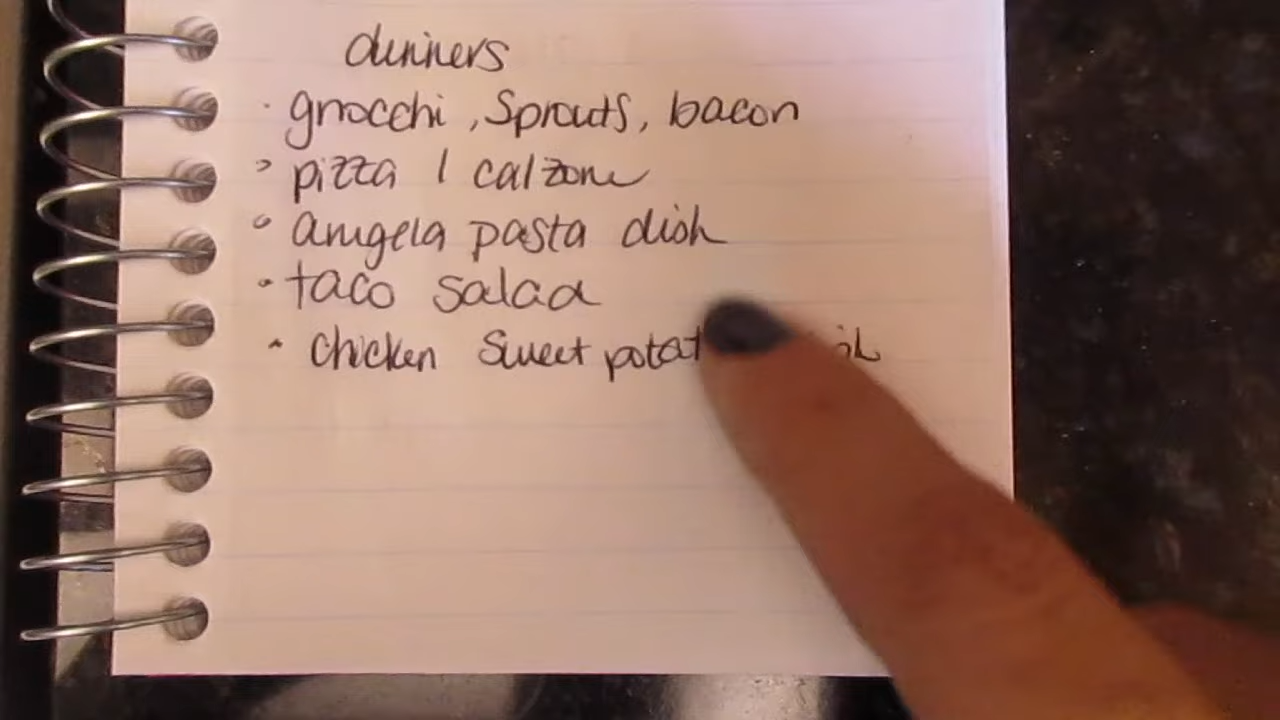 dinners
gnocchi, Sprouts, bacon
pizza / calzone
angela pasta dish
taco salad
chicken sweet potat